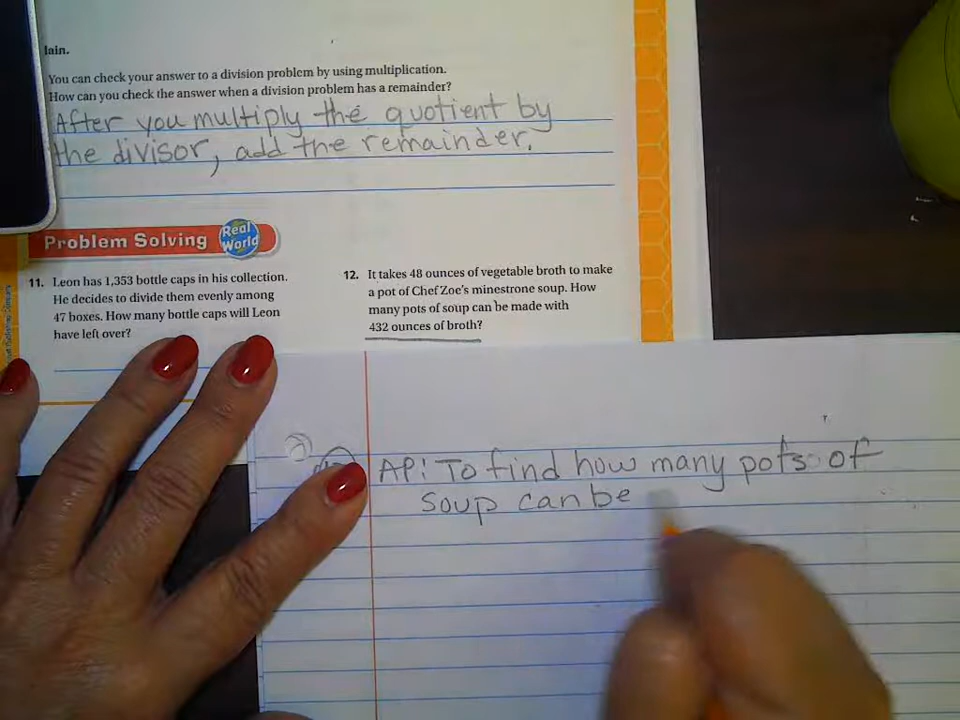 lain.
You can check your answer to a division problem by using multiplication.
How can you check the answer when a division problem has a remainder?
After you multiply the quotient by
the divisor, add the remainder.
Problem Solving Real World
11. Leon has 1,353 bottle caps in his collection.
He decides to divide them evenly among
47 boxes. How many bottle caps will Leon
have left over?
12. It takes 48 ounces of vegetable broth to make
a pot of Chef Zoe's minestrone soup. How
many pots of soup can be made with
432 ounces of broth?
AP: To find how many pots of
soup can be